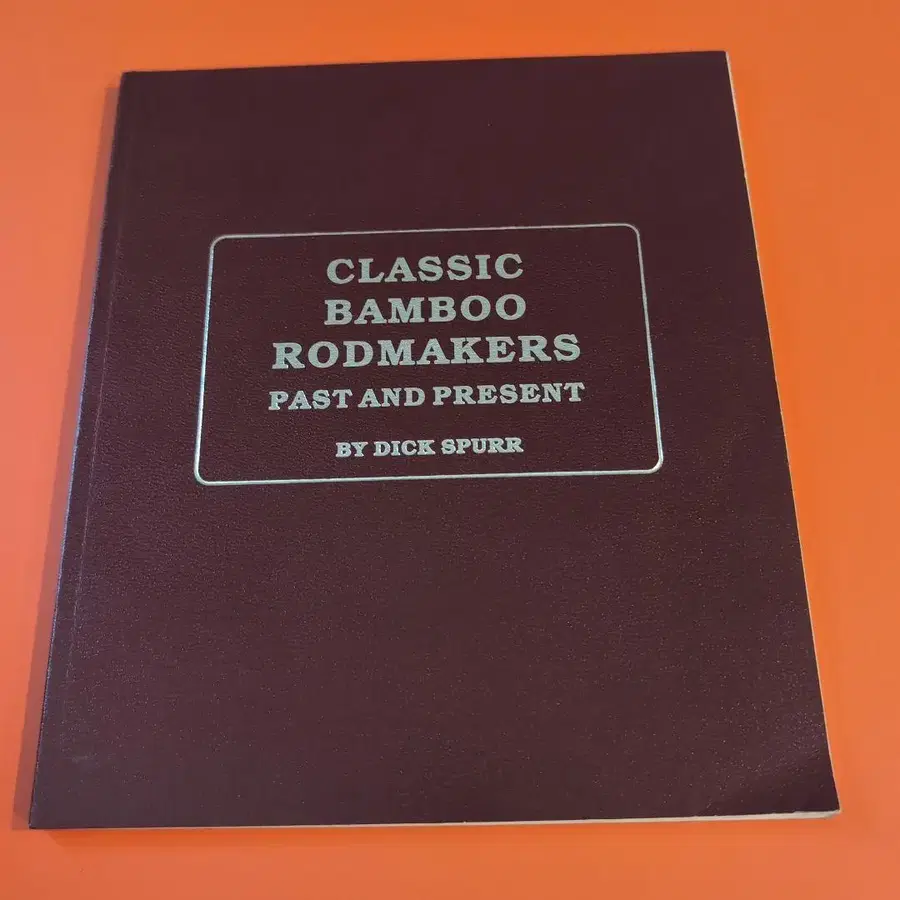 CLASSIC
BAMBOO
RODMAKERS
PAST AND PRESENT
BY DICK SPURR